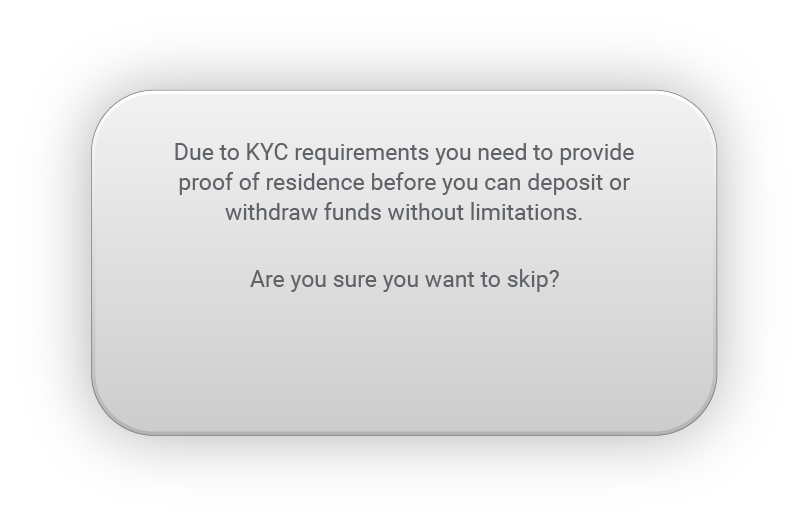 Due to KYC requirements you need to provide
proof of residence before you can deposit or
withdraw funds without limitations.
Are you sure you want to skip?